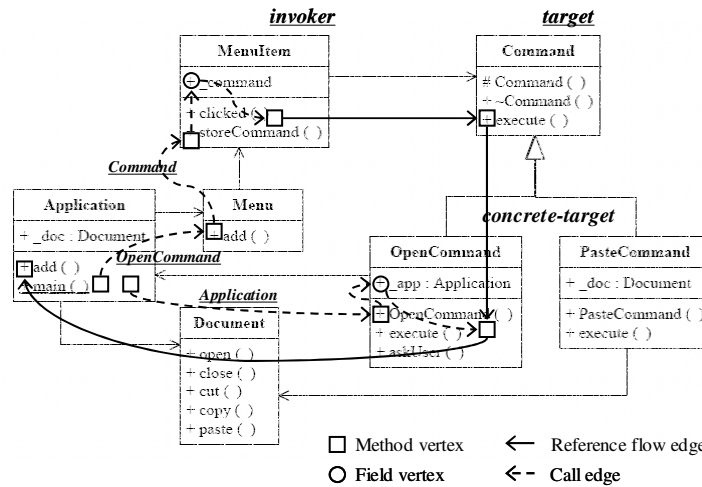 invoker
target
MenuItem
+ _command
+ clicked ( )
storeCommand ( )
Command
# Command ( )
+ ~Command ( )
+ execute ( )
Command
Application
+ _doc : Document
+ add ( )
main ( )
Menu
+ add ( )
OpenCommand
Application
concrete-target
OpenCommand
+ _app : Application
+ OpenCommand ( )
+ execute ( )
+ askUser ( )
PasteCommand
+ _doc : Document
+ PasteCommand ( )
+ execute ( )
Document
+ open ( )
+ close ( )
+ cut ( )
+ copy ( )
+ paste ( )
Method vertex
Reference flow edge
Field vertex
Call edge